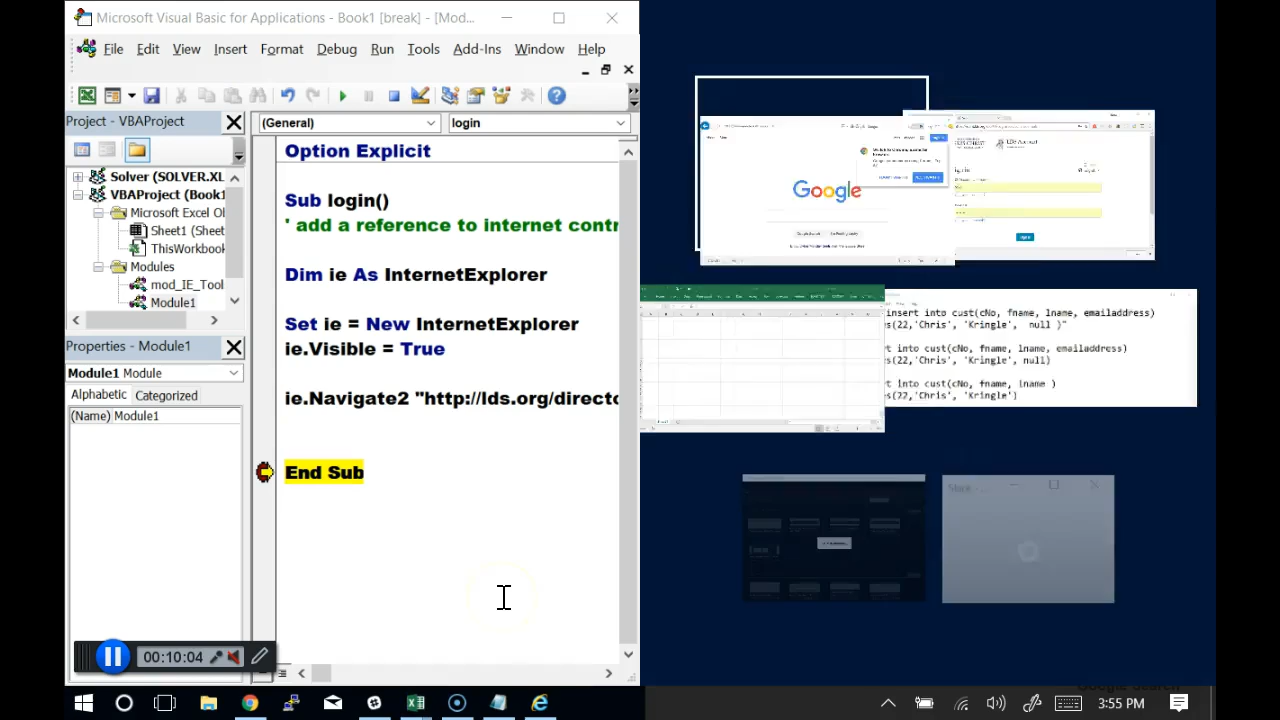 Microsoft Visual Basic for Applications - Book1 [break] - [Mod...
File Edit View Insert Format Debug Run Tools Add-Ins Window Help
Project - VBAProject
(General)
login
Solver (SOLVER.XL
VBAProject (Book1
Microsoft Excel Ol
Sheet1 (Sheet
ThisWorkbook
Modules
mod_IE_Tool
Module1
Properties - Module1
Module1 Module
Alphabetic Categorized
(Name) Module1
Option Explicit
Sub login()
' add a reference to internet contr
Dim ie As InternetExplorer
Set ie = New InternetExplorer
ie.Visible = True
ie.Navigate2 "http://lds.org/directo
End Sub
00:10:04
Google
LDS Account
insert into cust(cNo, fname, lname, emailaddress)
s(22,'Chris', 'Kringle', null )"
t into cust(cNo, fname, lname, emailaddress)
s(22,'Chris', 'Kringle', null)
t into cust(cNo, fname, lname )
s(22,'Chris', 'Kringle')
3:55 PM